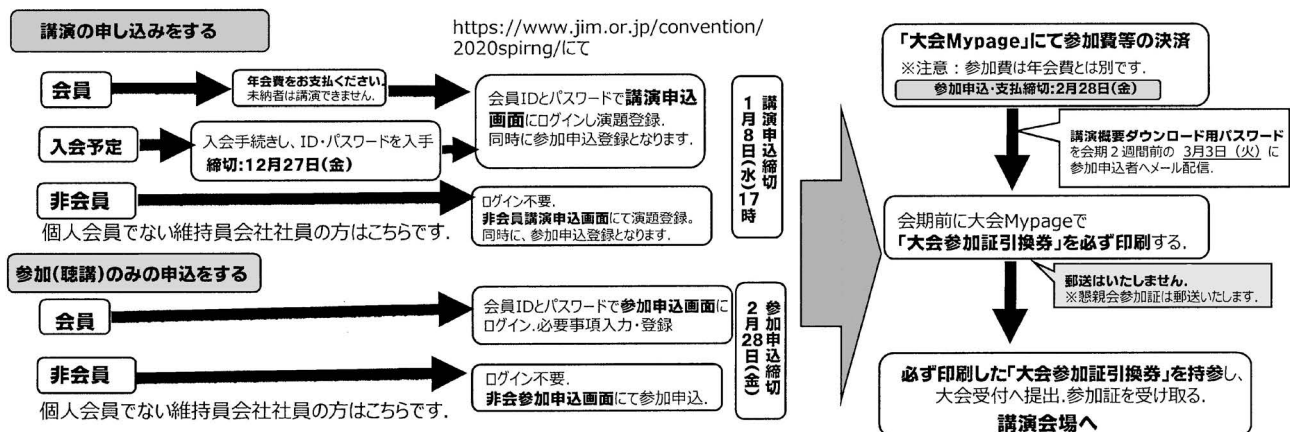 講演の申し込みをする
https://www.jim.or.jp/convention/
2020spirng/にて
会員
年会費をお支払ください.
未納者は講演できません.
会員IDとパスワードで講演申込
画面にログインし演題登録.
同時に参加申込登録となります.
入会予定
入会手続きし、ID・パスワードを入手
締切:12月27日(金)
非会員
ログイン不要.
非会員講演申込画面にて演題登録。
同時に、参加申込登録となります.
個人会員でない維持員会社社員の方はこちらです.
講演申込締切
1月8日(水)17時
参加(聴講)のみの申込をする
会員
会員IDとパスワードで参加申込画面に
ログイン.必要事項入力・登録
非会員
ログイン不要.
非会参加申込画面にて参加申込.
個人会員でない維持員会社社員の方はこちらです.
参加申込締切
2月28日(金)
「大会Mypage」にて参加費等の決済
※注意：参加費は年会費とは別です.
参加申込・支払締切:2月28日(金)
講演概要ダウンロード用パスワード
を会期２週間前の 3月3日（火）に
参加申込者へメール配信.
会期前に大会Mypageで
「大会参加証引換券」を必ず印刷する.
郵送はいたしません.
※懇親会参加証は郵送いたします.
必ず印刷した「大会参加証引換券」を持参し、
大会受付へ提出.参加証を受け取る.
講演会場へ